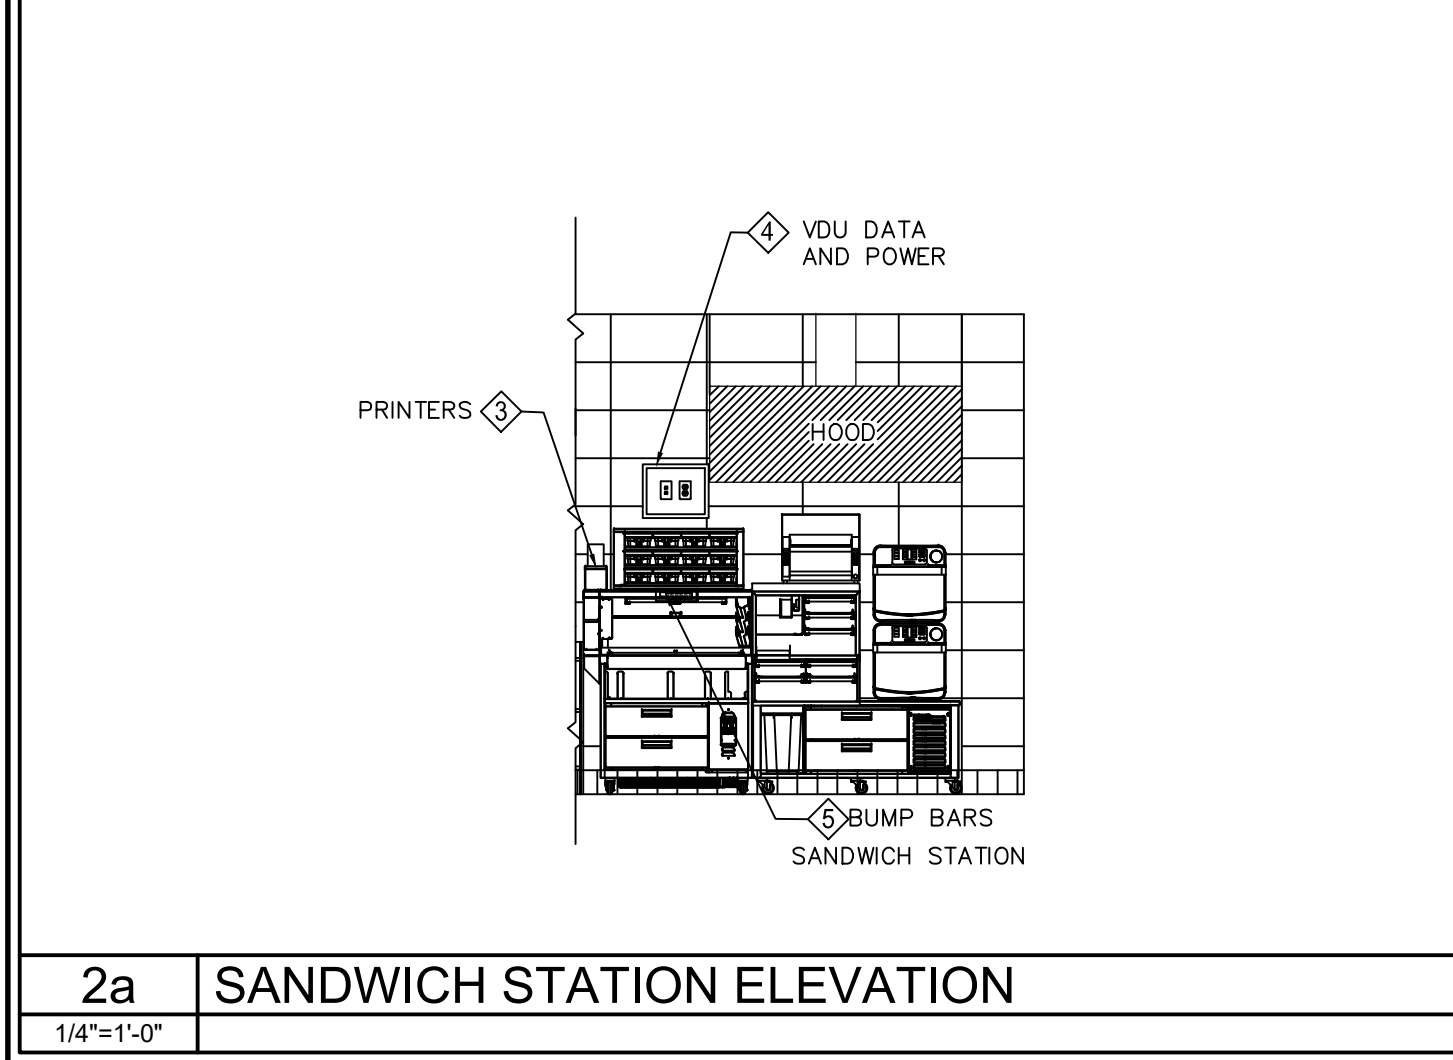 4 VDU DATA
AND POWER
PRINTERS 3
HOOD
5 BUMP BARS
SANDWICH STATION
2a SANDWICH STATION ELEVATION
1/4"=1'-0"